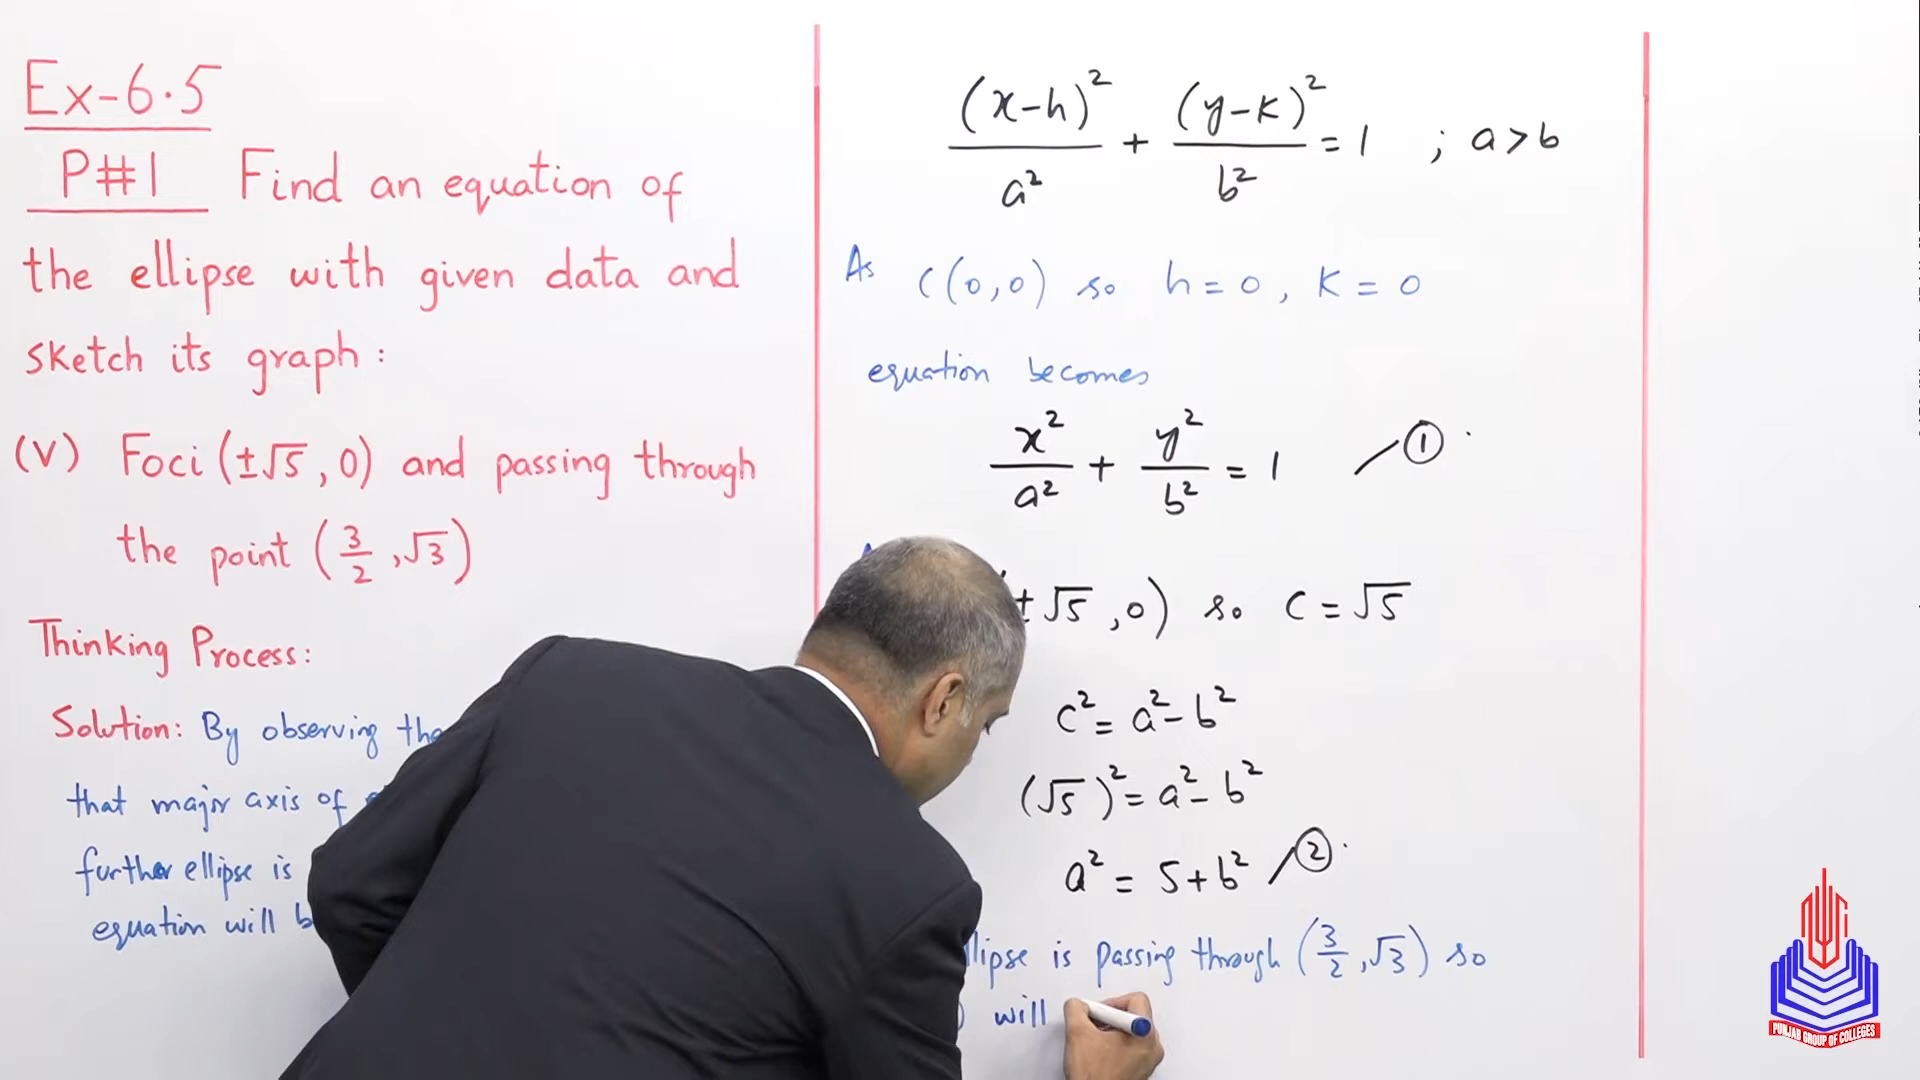 Ex-6.5
P#1 Find an equation of
the ellipse with given data and
sketch its graph:
(V) Foci (±√5, 0) and passing through
the point (3/2, √3)
Thinking Process:
Solution: By observing the
that major axis of
further ellipse is
equation will b
(x-h)²/a² + (y-k)²/b² = 1 ; a>b
As C(0,0) so h=0, K=0
equation becomes
x²/a² + y²/b² = 1 ①
±√5, 0) so c=√5
c² = a²-b²
(√5)² = a²-b²
a² = 5+b² ②
llipse is passing through (3/2, √3) so
) will
PUNJAB GROUP OF COLLEGES